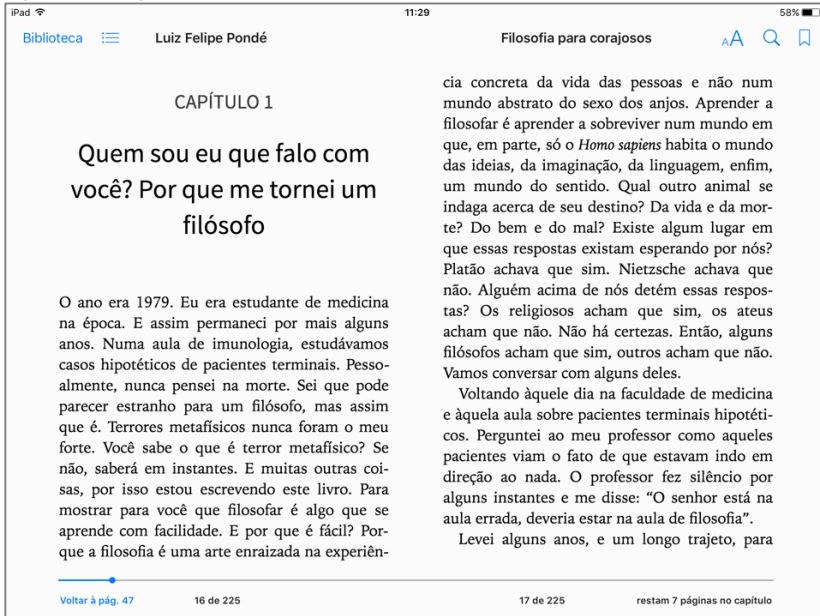 iPad 11:29 58%
Biblioteca Luiz Felipe Pondé Filosofia para corajosos AA
CAPÍTULO 1
Quem sou eu que falo com
você? Por que me tornei um
filósofo
O ano era 1979. Eu era estudante de medicina
na época. E assim permaneci por mais alguns
anos. Numa aula de imunologia, estudávamos
casos hipotéticos de pacientes terminais. Pesso-
almente, nunca pensei na morte. Sei que pode
parecer estranho para um filósofo, mas assim
que é. Terrores metafísicos nunca foram o meu
forte. Você sabe o que é terror metafísico? Se
não, saberá em instantes. E muitas outras coi-
sas, por isso estou escrevendo este livro. Para
mostrar para você que filosofar é algo que se
aprende com facilidade. E por que é fácil? Por-
que a filosofia é uma arte enraizada na experiên-
cia concreta da vida das pessoas e não num
mundo abstrato do sexo dos anjos. Aprender a
filosofar é aprender a sobreviver num mundo em
que, em parte, só o Homo sapiens habita o mundo
das ideias, da imaginação, da linguagem, enfim,
um mundo do sentido. Qual outro animal se
indaga acerca de seu destino? Da vida e da mor-
te? Do bem e do mal? Existe algum lugar em
que essas respostas existam esperando por nós?
Platão achava que sim. Nietzsche achava que
não. Alguém acima de nós detém essas respos-
tas? Os religiosos acham que sim, os ateus
acham que não. Não há certezas. Então, alguns
filósofos acham que sim, outros acham que não.
Vamos conversar com alguns deles.
Voltando àquele dia na faculdade de medicina
e àquela aula sobre pacientes terminais hipotéti-
cos. Perguntei ao meu professor como aqueles
pacientes viam o fato de que estavam indo em
direção ao nada. O professor fez silêncio por
alguns instantes e me disse: “O senhor está na
aula errada, deveria estar na aula de filosofia”.
Levei alguns anos, e um longo trajeto, para
Voltar à pág. 47 16 de 225 17 de 225 restam 7 páginas no capítulo